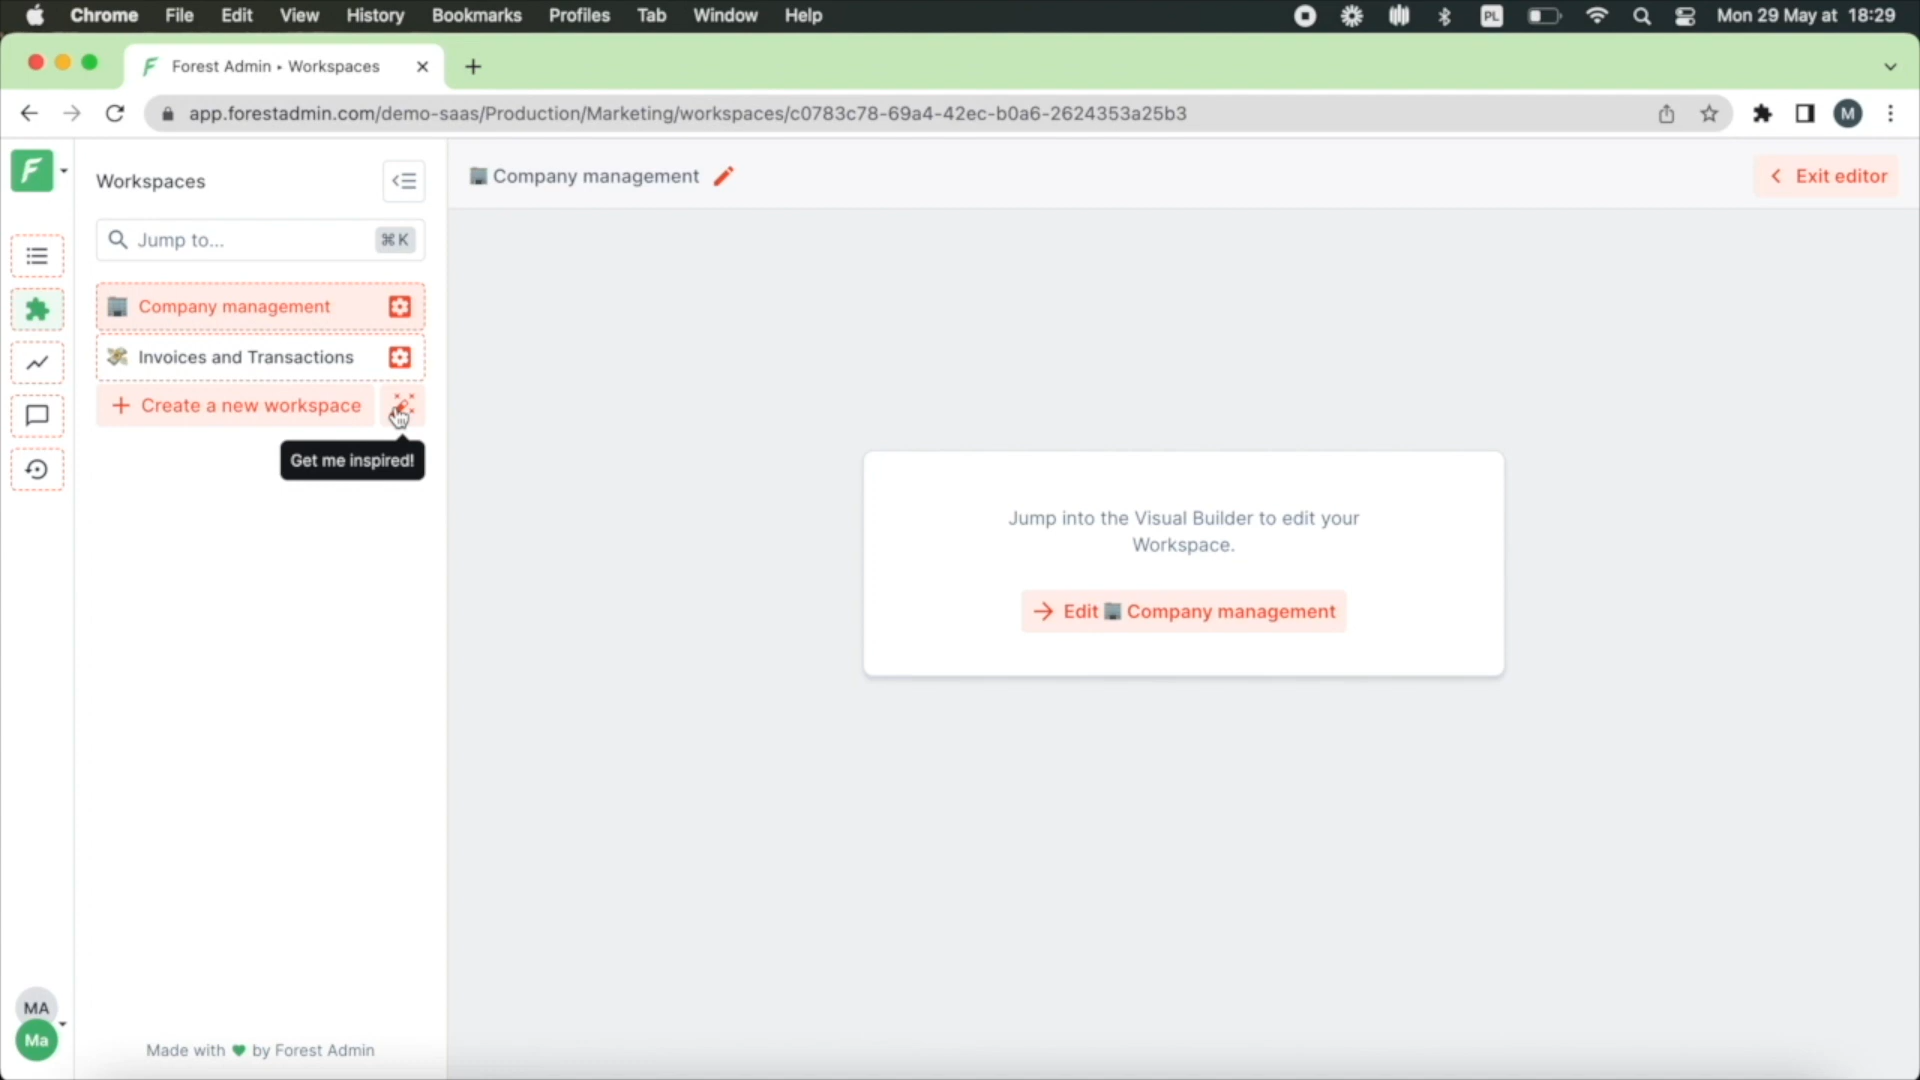 Chrome File Edit View History Bookmarks Profiles Tab Window Help PL Mon 29 May at 18:29
Forest Admin • Workspaces
app.forestadmin.com/demo-saas/Production/Marketing/workspaces/c0783c78-69a4-42ec-b0a6-2624353a25b3 M
F
Workspaces
Company management
Exit editor
Jump to... ⌘ K
Company management
Invoices and Transactions
+ Create a new workspace
Get me inspired!
Jump into the Visual Builder to edit your
Workspace.
→ Edit Company management
MA
Ma
Made with by Forest Admin